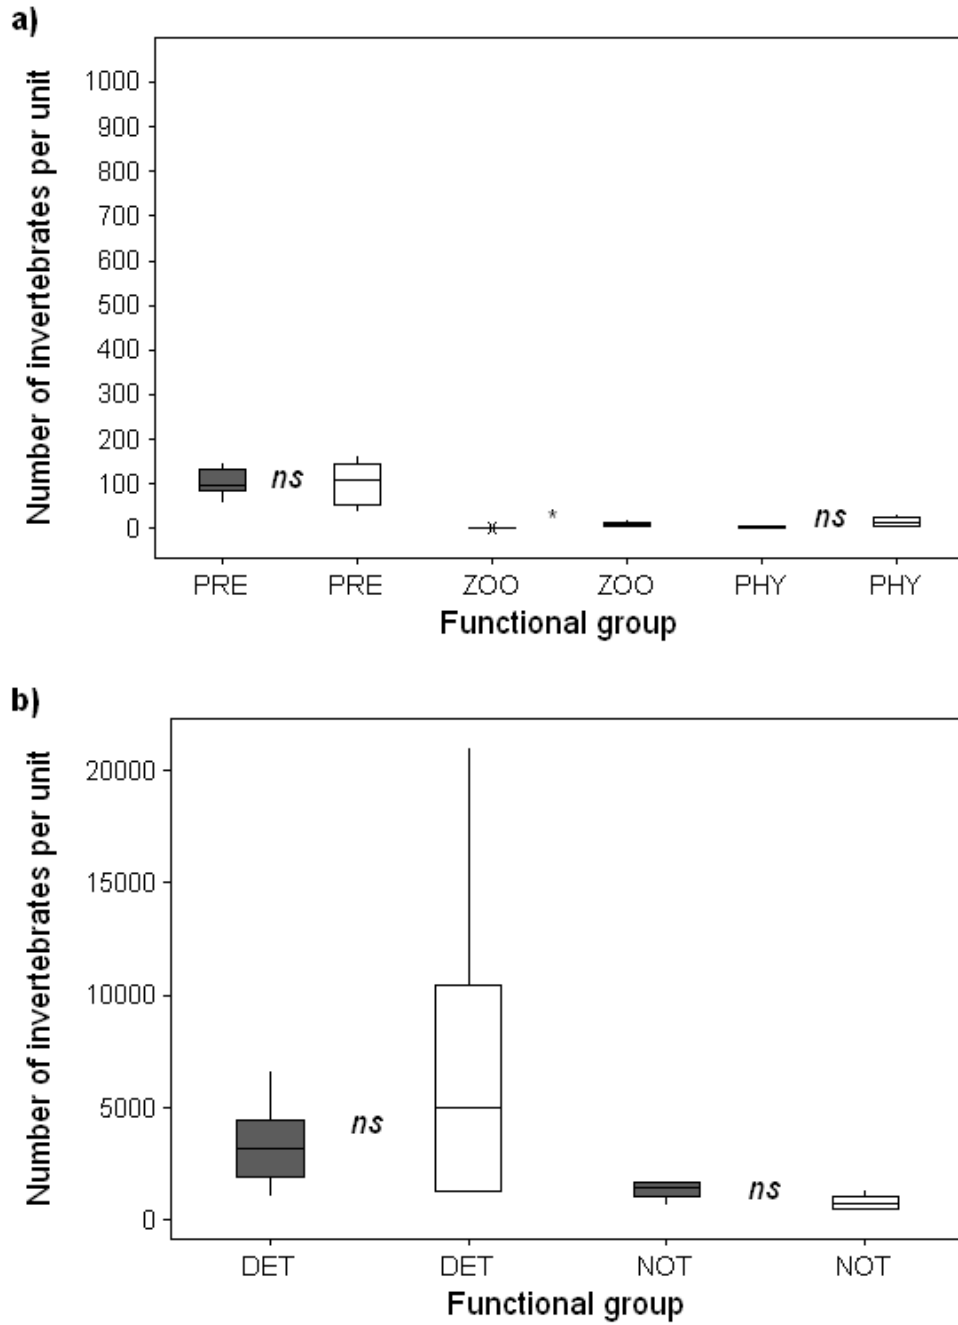 a)
Number of invertebrates per unit
1000
900
800
700
600
500
400
300
200
100
0
ns
*
ns
PRE PRE ZOO ZOO PHY PHY
Functional group
b)
Number of invertebrates per unit
20000
15000
10000
5000
0
ns
ns
DET DET NOT NOT
Functional group